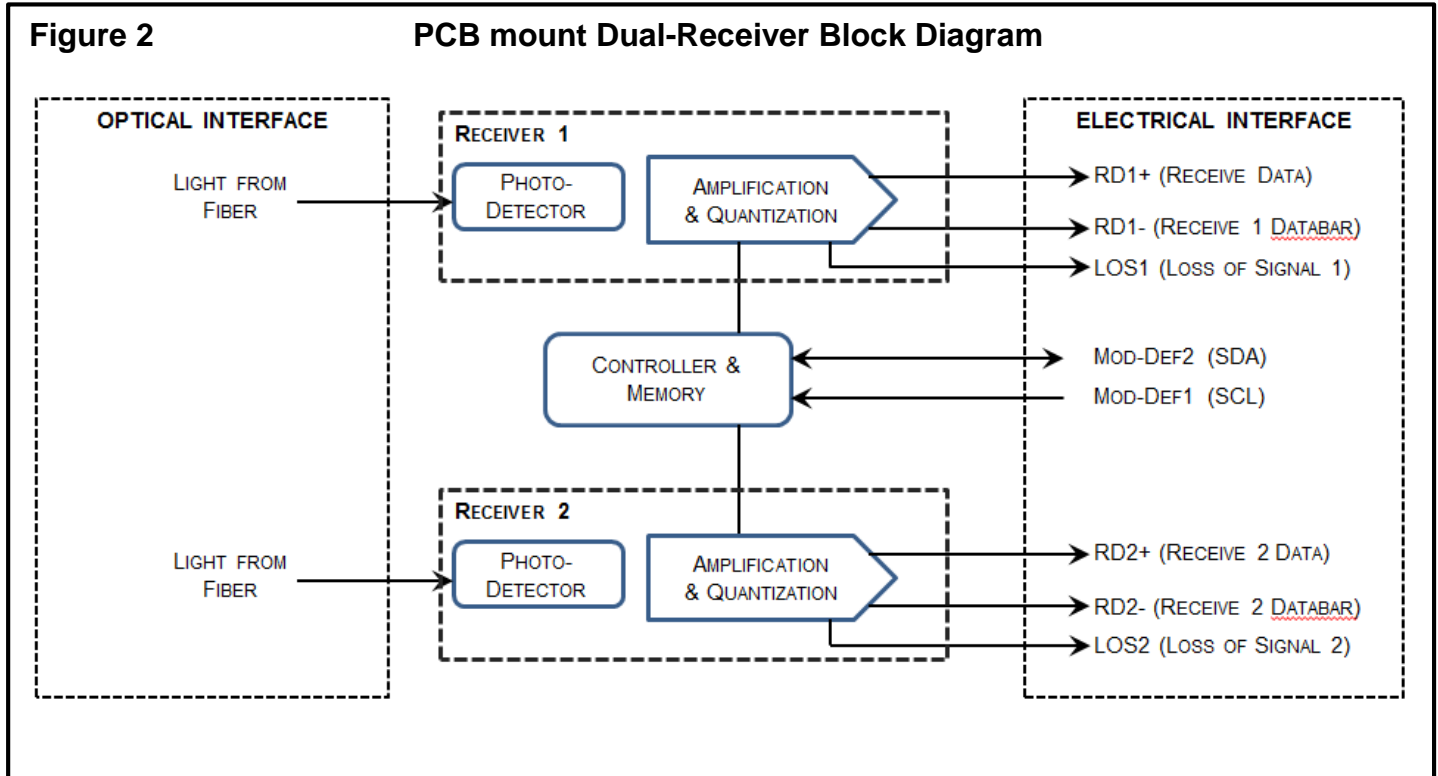 Figure 2 PCB mount Dual-Receiver Block Diagram
OPTICAL INTERFACE
LIGHT FROM
FIBER
LIGHT FROM
FIBER
RECEIVER 1
PHOTO-
DETECTOR
AMPLIFICATION
& QUANTIZATION
CONTROLLER &
MEMORY
RECEIVER 2
PHOTO-
DETECTOR
AMPLIFICATION
& QUANTIZATION
ELECTRICAL INTERFACE
RD1+ (RECEIVE DATA)
RD1- (RECEIVE 1 DATABAR)
LOS1 (LOSS OF SIGNAL 1)
MOD-DEF2 (SDA)
MOD-DEF1 (SCL)
RD2+ (RECEIVE 2 DATA)
RD2- (RECEIVE 2 DATABAR)
LOS2 (LOSS OF SIGNAL 2)